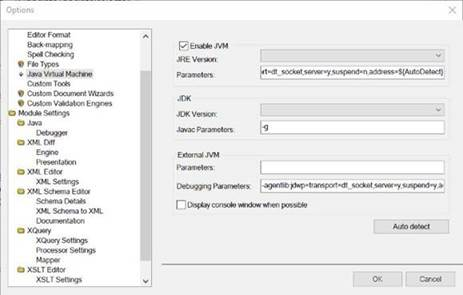 Options
Editor Format
Back-mapping
Spell Checking
File Types
Java Virtual Machine
Custom Tools
Custom Document Wizards
Custom Validation Engines
Module Settings
Java
Debugger
XML Diff
Engine
Presentation
XML Editor
XML Settings
XML Schema Editor
Schema Details
XML Schema to XML
Documentation
XQuery
XQuery Settings
Processor Settings
Mapper
XSLT Editor
XSLT Settings
Enable JVM
JRE Version:
Parameters: rt=dt_socket,server=y,suspend=n,address=${AutoDetect}
JDK
JDK Version:
Javac Parameters: -g
External JVM
Parameters:
Debugging Parameters: -agentlib:jdwp=transport=dt_socket,server=y,suspend=y,a
Display console window when possible
Auto detect
OK Cancel